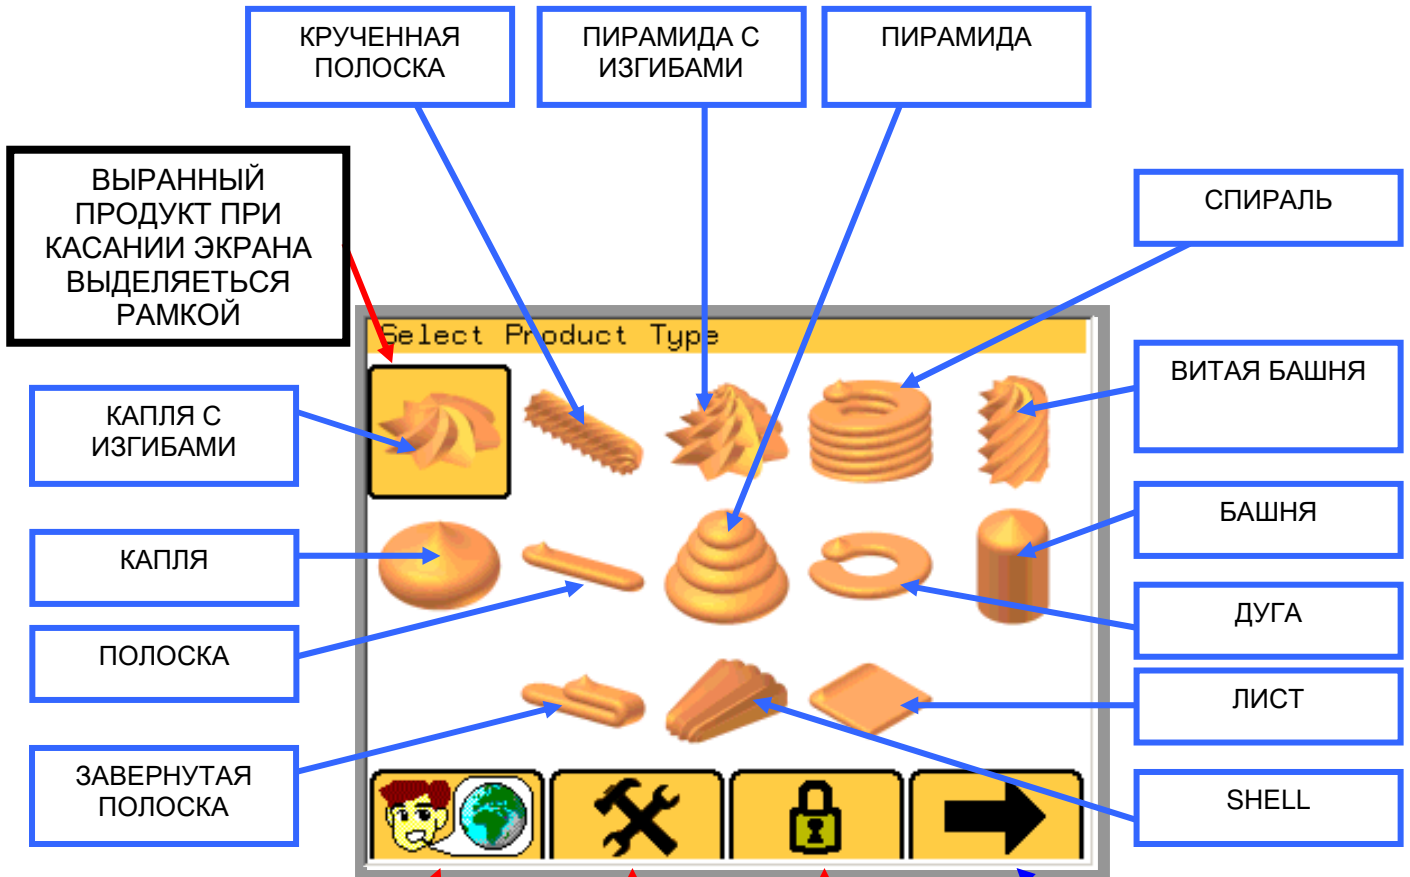 КРУЧЕННАЯ
ПОЛОСКА
ПИРАМИДА С
ИЗГИБАМИ
ПИРАМИДА
ВЫРАННЫЙ
ПРОДУКТ ПРИ
КАСАНИИ ЭКРАНА
ВЫДЕЛЯЕТЬСЯ
РАМКОЙ
СПИРАЛЬ
Select Product Type
ВИТАЯ БАШНЯ
КАПЛЯ С
ИЗГИБАМИ
БАШНЯ
КАПЛЯ
ДУГА
ПОЛОСКА
ЛИСТ
ЗАВЕРНУТАЯ
ПОЛОСКА
SHELL